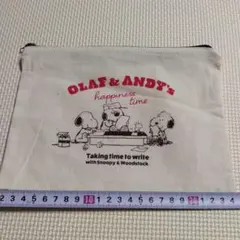 OLAF & ANDY's
happiness
time
Taking time to write
with Snoopy & Woodstock